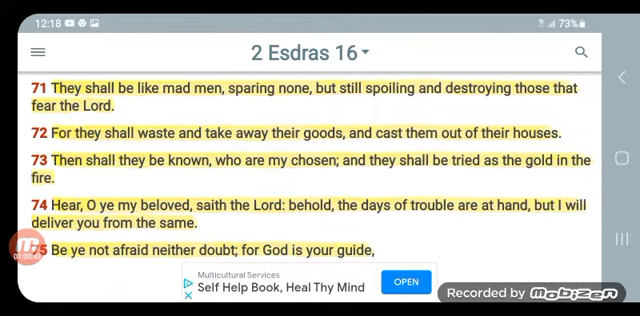 12:18 73%
2 Esdras 16
71 They shall be like mad men, sparing none, but still spoiling and destroying those that
fear the Lord.
72 For they shall waste and take away their goods, and cast them out of their houses.
73 Then shall they be known, who are my chosen; and they shall be tried as the gold in the
fire.
74 Hear, O ye my beloved, saith the Lord: behold, the days of trouble are at hand, but I will
deliver you from the same.
75 Be ye not afraid neither doubt; for God is your guide,
01:00:43
Multicultural Services
Self Help Book, Heal Thy Mind
OPEN
Recorded by Mobizen